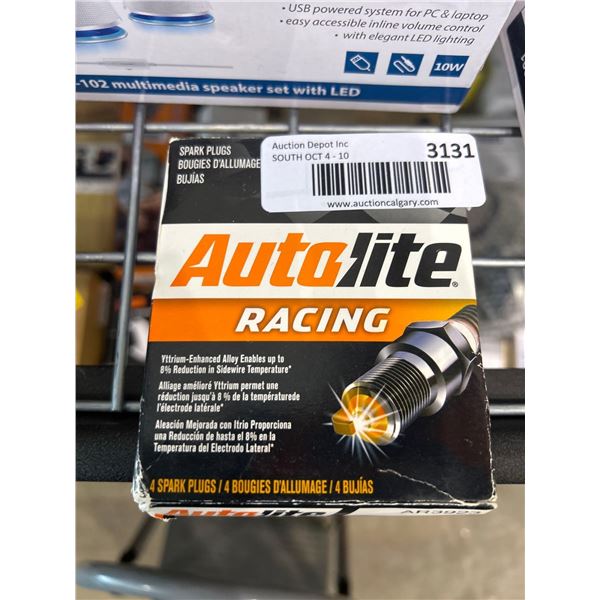 • USB powered system for PC & laptop
• easy accessible inline volume control
• with elegant LED lighting
10W
-102 multimedia speaker set with LED
SPARK PLUGS
BOUGIES D'ALLUMAGE
BUJÍAS
Auction Depot Inc
SOUTH OCT 4 - 10
3131
www.auctioncalgary.com
Autolite®
RACING
Yttrium-Enhanced Alloy Enables up to
8% Reduction in Sidewire Temperature*
Alliage amélioré Yttrium permet une
réduction jusqu'à 8 % de la températurede
l'électrode latérale*
Aleación Mejorada con Itrio Proporciona
una Reducción de hasta el 8% en la
Temperatura del Electrodo Lateral*
4 SPARK PLUGS / 4 BOUGIES D'ALLUMAGE / 4 BUJÍAS
Autolite
AR3923